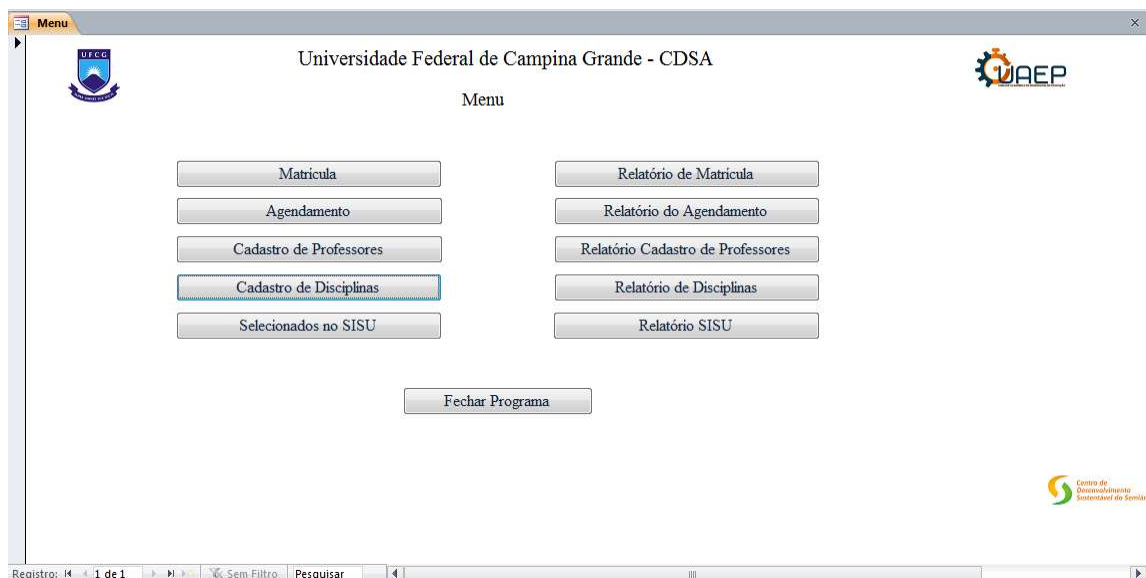 Menu
UFCG
Universidade Federal de Campina Grande - CDSA
UAEP
Menu
Matrícula
Relatório de Matrícula
Agendamento
Relatório do Agendamento
Cadastro de Professores
Relatório Cadastro de Professores
Cadastro de Disciplinas
Relatório de Disciplinas
Selecionados no SISU
Relatório SISU
Fechar Programa
Centro de
Desenvolvimento
Sustentável do Semiár
Registro: 1 de 1 Sem Filtro Pesquisar